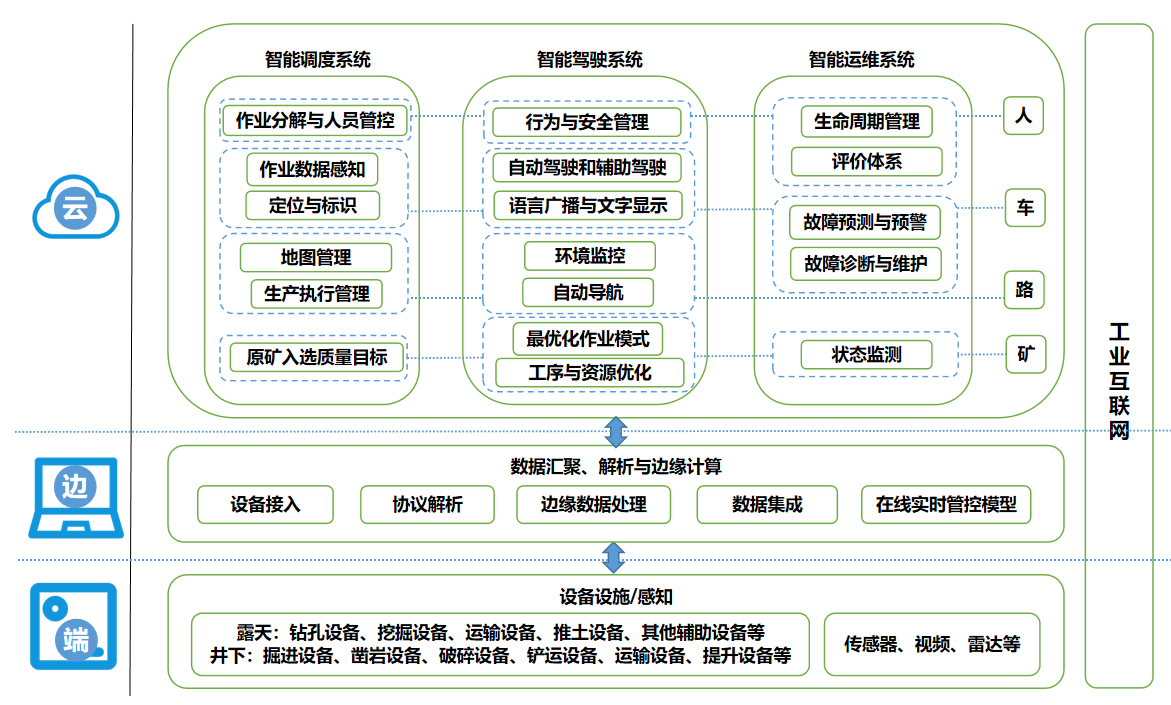 智能调度系统
智能驾驶系统
智能运维系统
作业分解与人员管控
行为与安全管理
生命周期管理
人
作业数据感知
自动驾驶和辅助驾驶
评价体系
定位与标识
语言广播与文字显示
故障预测与预警
车
云
地图管理
环境监控
故障诊断与维护
生产执行管理
自动导航
路
原矿入选质量目标
最优化作业模式
状态监测
矿
工序与资源优化
工业互联网
数据汇聚、解析与边缘计算
边
设备接入
协议解析
边缘数据处理
数据集成
在线实时管控模型
设备设施/感知
端
露天：钻孔设备、挖掘设备、运输设备、推土设备、其他辅助设备等
井下：掘进设备、凿岩设备、破碎设备、铲运设备、运输设备、提升设备等
传感器、视频、雷达等